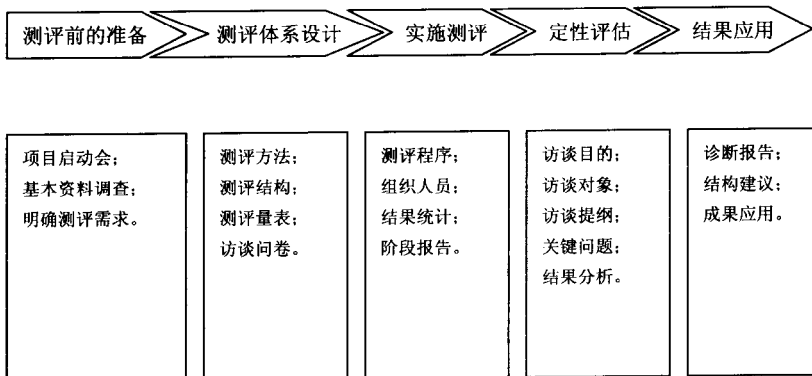 测评前的准备
测评体系设计
实施测评
定性评估
结果应用
项目启动会；
基本资料调查；
明确测评需求。
测评方法；
测评结构；
测评量表；
访谈问卷。
测评程序；
组织人员；
结果统计；
阶段报告。
访谈目的；
访谈对象；
访谈提纲；
关键问题；
结果分析。
诊断报告；
结构建议；
成果应用。